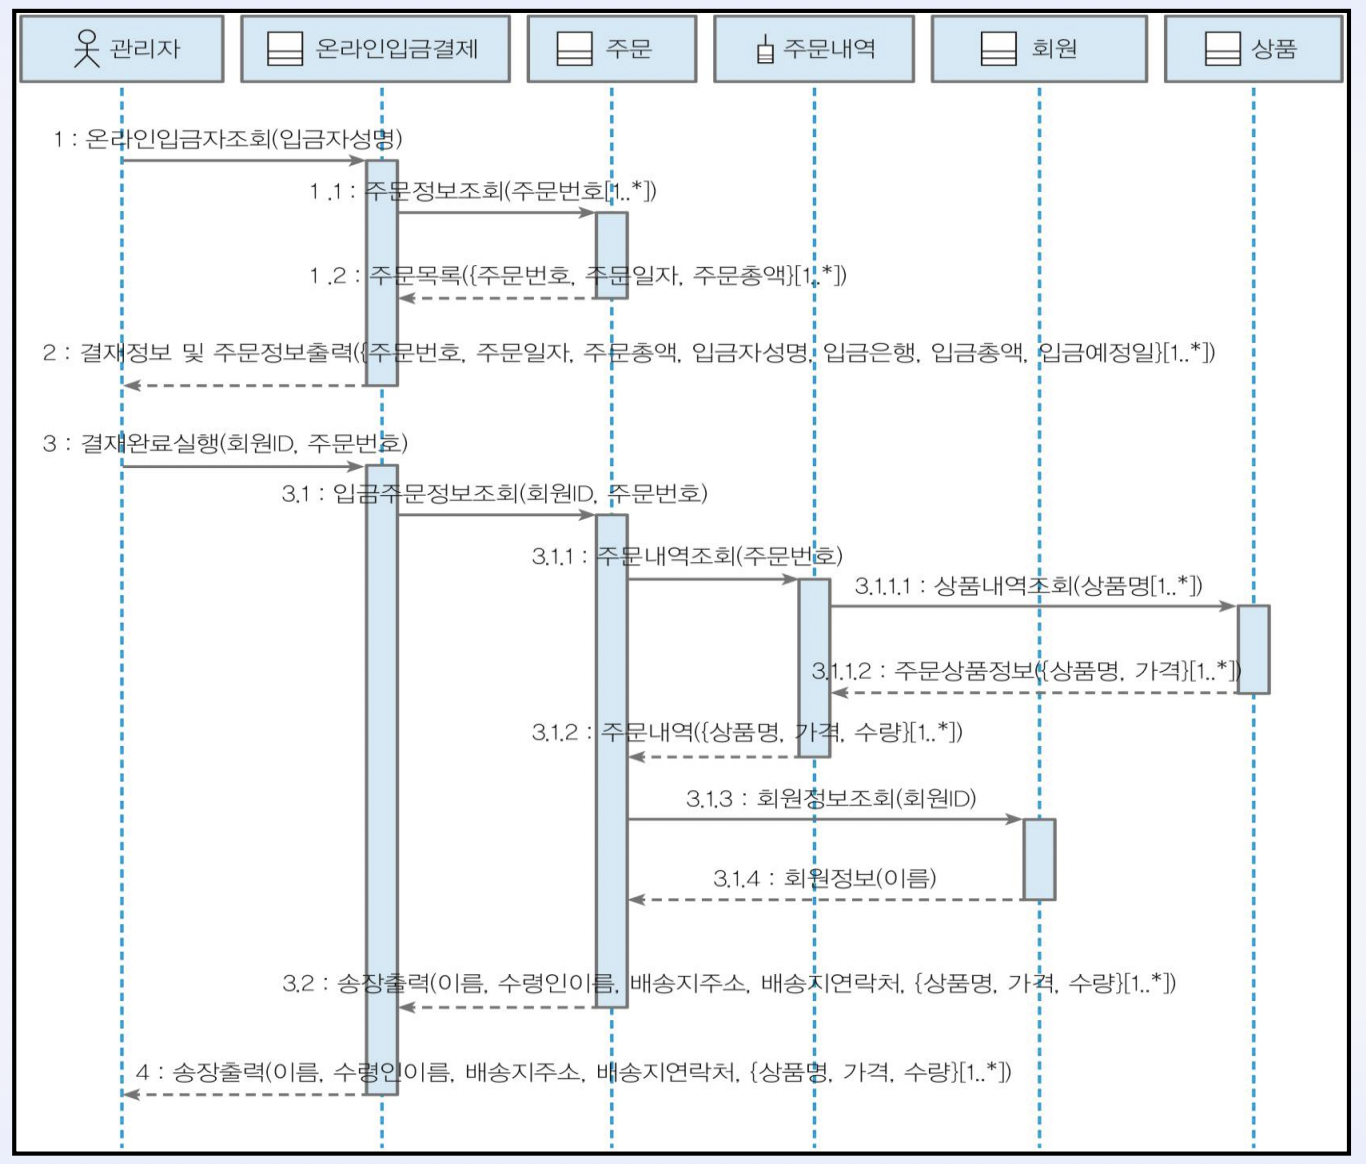 관리자
온라인입금결제
주문
주문내역
회원
상품
1 : 온라인입금자조회(입금자성명)
1.1 : 주문정보조회(주문번호[1..*])
1.2 : 주문목록({주문번호, 주문일자, 주문총액}[1..*])
2 : 결재정보 및 주문정보출력({주문번호, 주문일자, 주문총액, 입금자성명, 입금은행, 입금총액, 입금예정일}[1..*])
3 : 결재완료실행(회원ID, 주문번호)
3.1 : 입금주문정보조회(회원ID, 주문번호)
3.1.1 : 주문내역조회(주문번호)
3.1.1.1 : 상품내역조회(상품명[1..*])
3.1.1.2 : 주문상품정보({상품명, 가격}[1..*])
3.1.2 : 주문내역({상품명, 가격, 수량}[1..*])
3.1.3 : 회원정보조회(회원ID)
3.1.4 : 회원정보(이름)
3.2 : 송장출력(이름, 수령인이름, 배송지주소, 배송지연락처, {상품명, 가격, 수량}[1..*])
4 : 송장출력(이름, 수령인이름, 배송지주소, 배송지연락처, {상품명, 가격, 수량}[1..*])